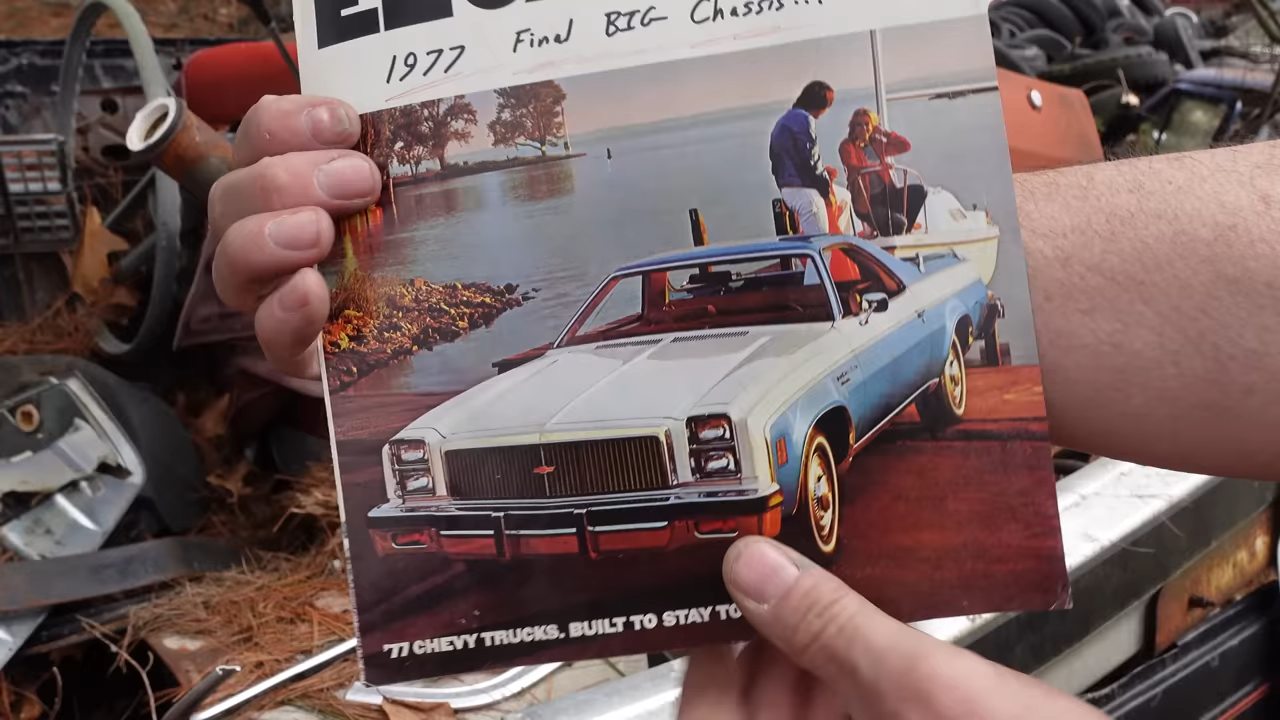 1977 Final BIG Chassis...
'77 CHEVY TRUCKS. BUILT TO STAY TO